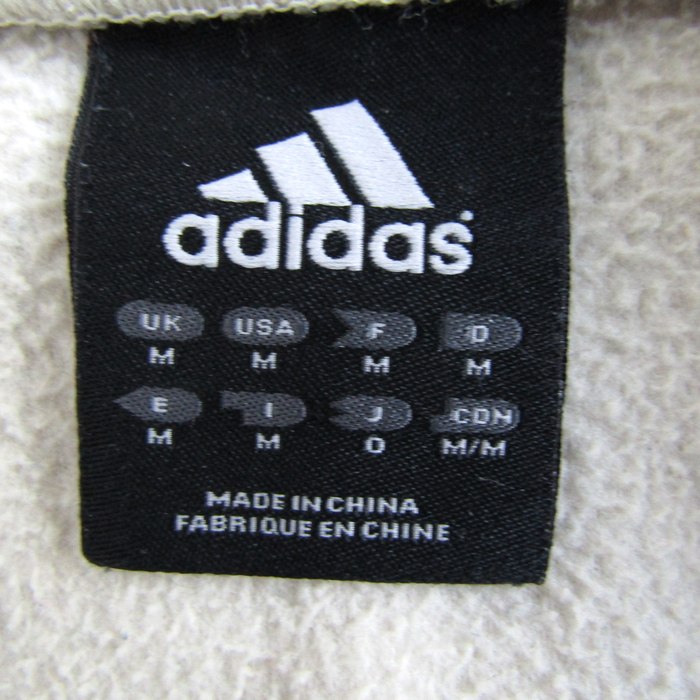 adidas
UK USA F D
M M M M
E I J CDN
M M O M/M
MADE IN CHINA
FABRIQUE EN CHINE